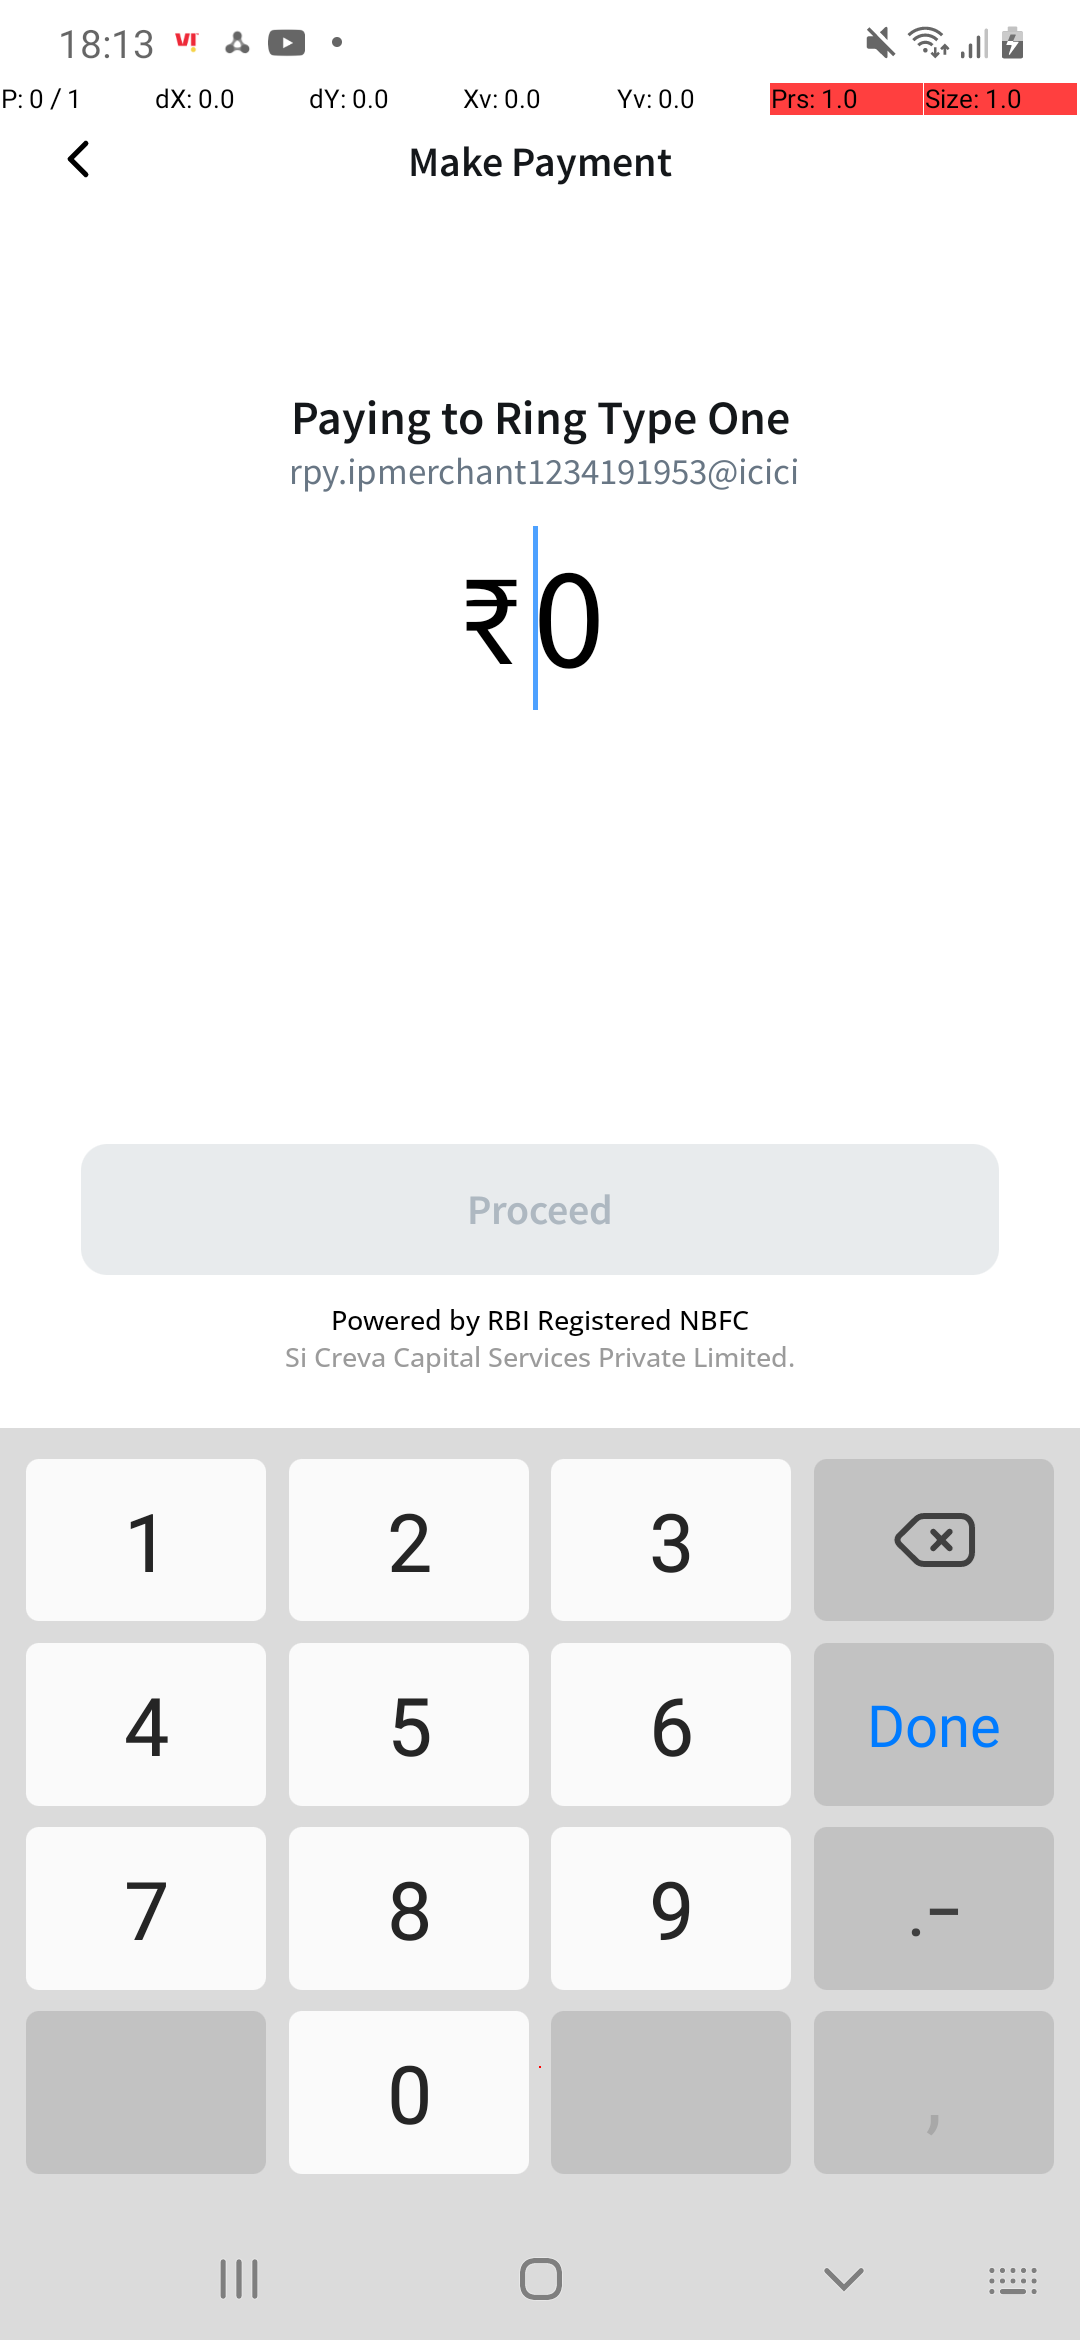 18:13 VI!
P: 0 / 1 dX: 0.0 dY: 0.0 Xv: 0.0 Yv: 0.0 Prs: 1.0 Size: 1.0
Make Payment
Paying to Ring Type One
rpy.ipmerchant1234191953@icici
₹0
Proceed
Powered by RBI Registered NBFC
Si Creva Capital Services Private Limited.
1 2 3
4 5 6 Done
7 8 9 .-
0 ,